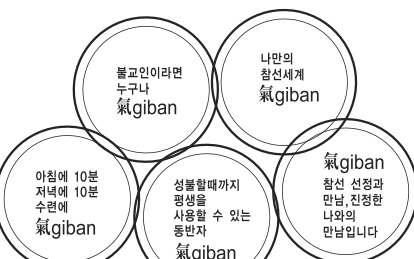 불교인이라면
누구나
氣giban
나만의
참선세계
氣giban
아침에 10분
저녁에 10분
수련에
氣giban
성불할때까지
평생을
사용할 수 있는
동반자
氣giban
氣giban
참선 선정과
만남,진정한
나와의
만남입니다